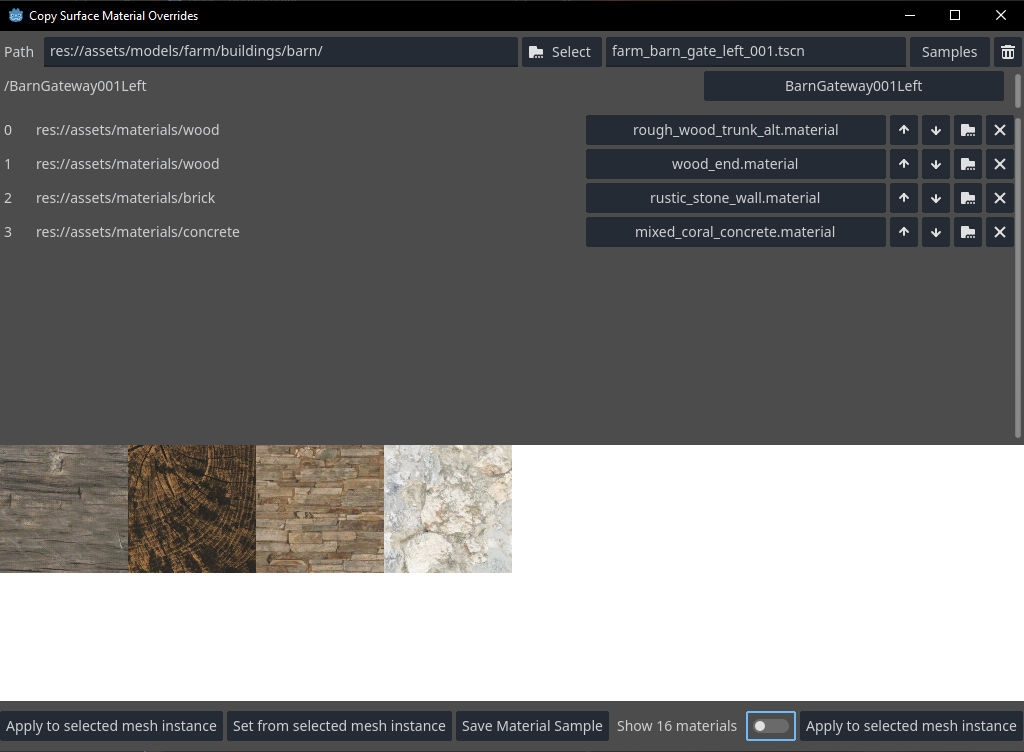 Copy Surface Material Overrides
Path res://assets/models/farm/buildings/barn/ Select farm_barn_gate_left_001.tscn Samples
/BarnGateway001Left BarnGateway001Left
0 res://assets/materials/wood rough_wood_trunk_alt.material
1 res://assets/materials/wood wood_end.material
2 res://assets/materials/brick rustic_stone_wall.material
3 res://assets/materials/concrete mixed_coral_concrete.material
Apply to selected mesh instance Set from selected mesh instance Save Material Sample Show 16 materials Apply to selected mesh instance